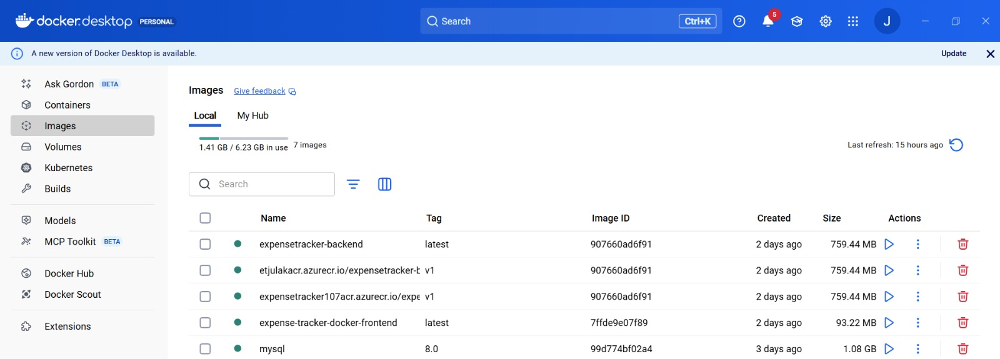 docker.desktop PERSONAL
Search Ctrl+K
5
J
A new version of Docker Desktop is available. Update
Ask Gordon BETA
Containers
Images
Volumes
Kubernetes
Builds
Models
MCP Toolkit BETA
Docker Hub
Docker Scout
Extensions
Images Give feedback
Local My Hub
1.41 GB / 6.23 GB in use 7 images
Last refresh: 15 hours ago
Search
Name Tag Image ID Created Size Actions
expensetracker-backend latest 907660ad6f91 2 days ago 759.44 MB
etjulakacr.azurecr.io/expensetracker-b v1 907660ad6f91 2 days ago 759.44 MB
expensetracker107acr.azurecr.io/expe v1 907660ad6f91 2 days ago 759.44 MB
expense-tracker-docker-frontend latest 7ffde9e07f89 2 days ago 93.22 MB
mysql 8.0 99d774bf02a4 3 days ago 1.08 GB